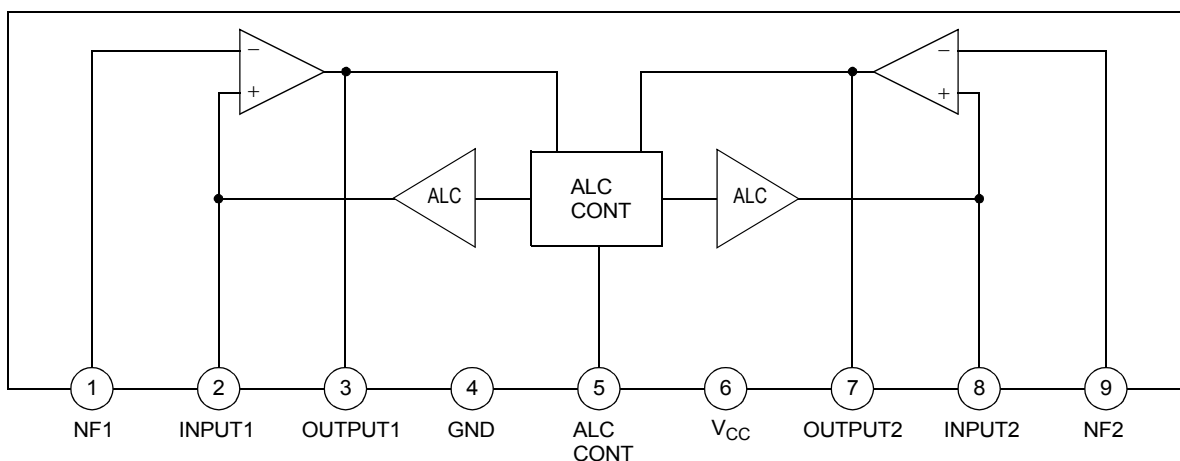 −
+
−
+
ALC
ALC
CONT
ALC
1
2
3
4
5
6
7
8
9
NF1
INPUT1
OUTPUT1
GND
ALC
CONT
VCC
OUTPUT2
INPUT2
NF2